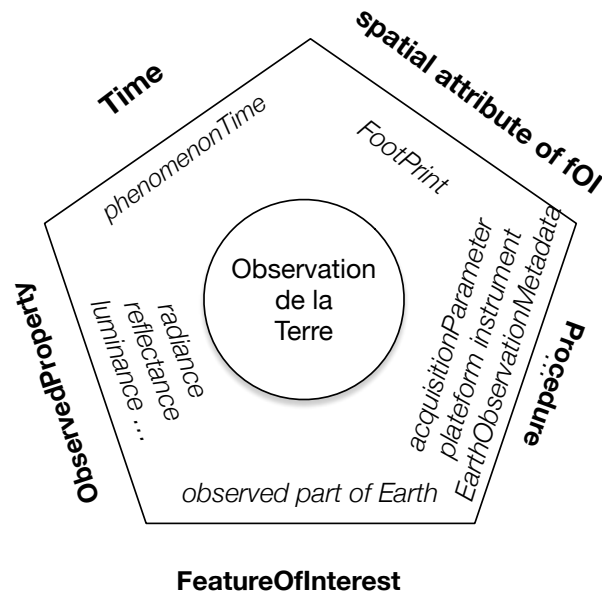 Time
spatial attribute of fOI
phenomenonTime
FootPrint
Observation
de la
Terre
ObservedProperty
radiance
reflectance
luminance …
acquisitionParameter
plateform instrument
EarthObservationMetadata
...
Procedure
observed part of Earth
FeatureOfInterest